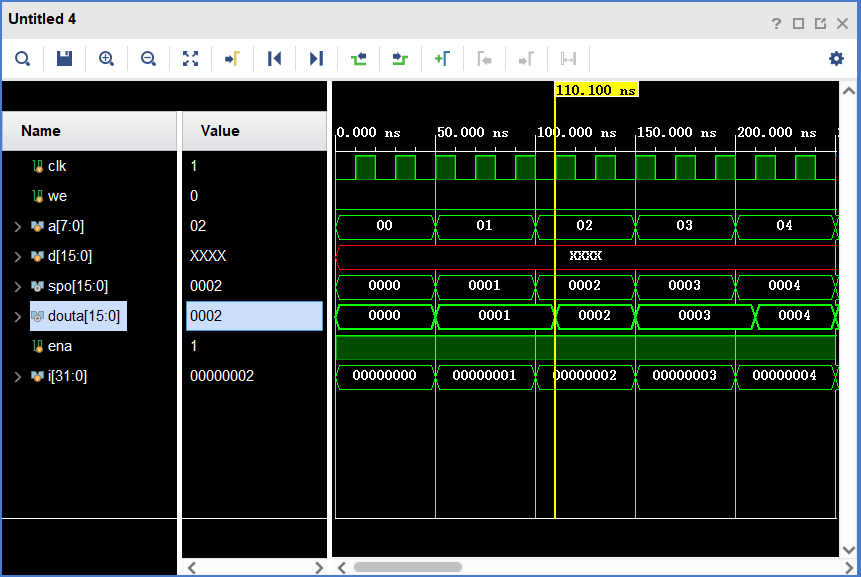 Untitled 4
?
110.100 ns
Name Value
0.000 ns 50.000 ns 100.000 ns 150.000 ns 200.000 ns
clk 1
we 0
a[7:0] 02 00 01 02 03 04
d[15:0] XXXX XXXX
spo[15:0] 0002 0000 0001 0002 0003 0004
douta[15:0] 0002 0000 0001 0002 0003 0004
ena 1
i[31:0] 00000002 00000000 00000001 00000002 00000003 00000004